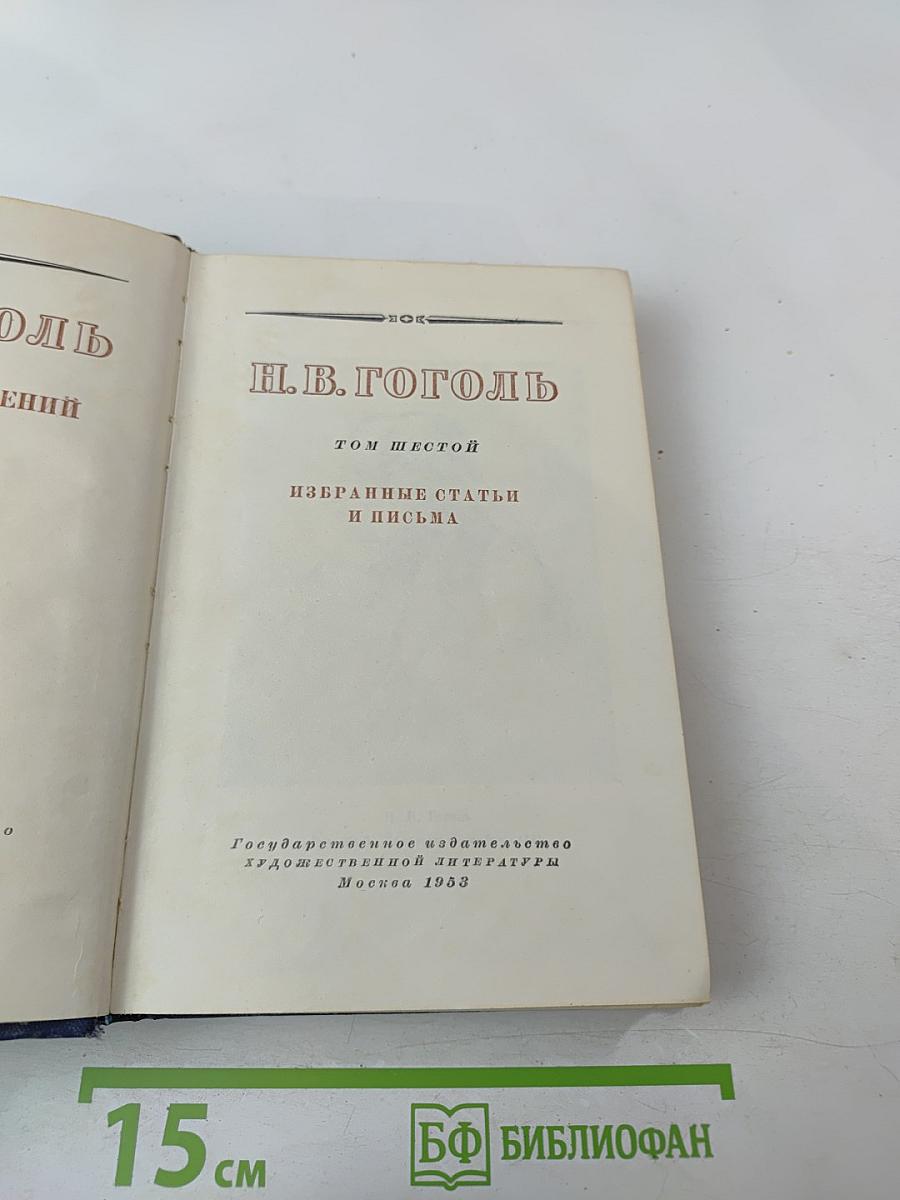 ОЛЬ
ЕНИЙ
О
Н. В. ГОГОЛЬ
ТОМ ШЕСТОЙ
ИЗБРАННЫЕ СТАТЬИ
И ПИСЬМА
Государственное издательство
ХУДОЖЕСТВЕННОЙ ЛИТЕРАТУРЫ
Москва 1953
15 см
БФ БИБЛИОФАН